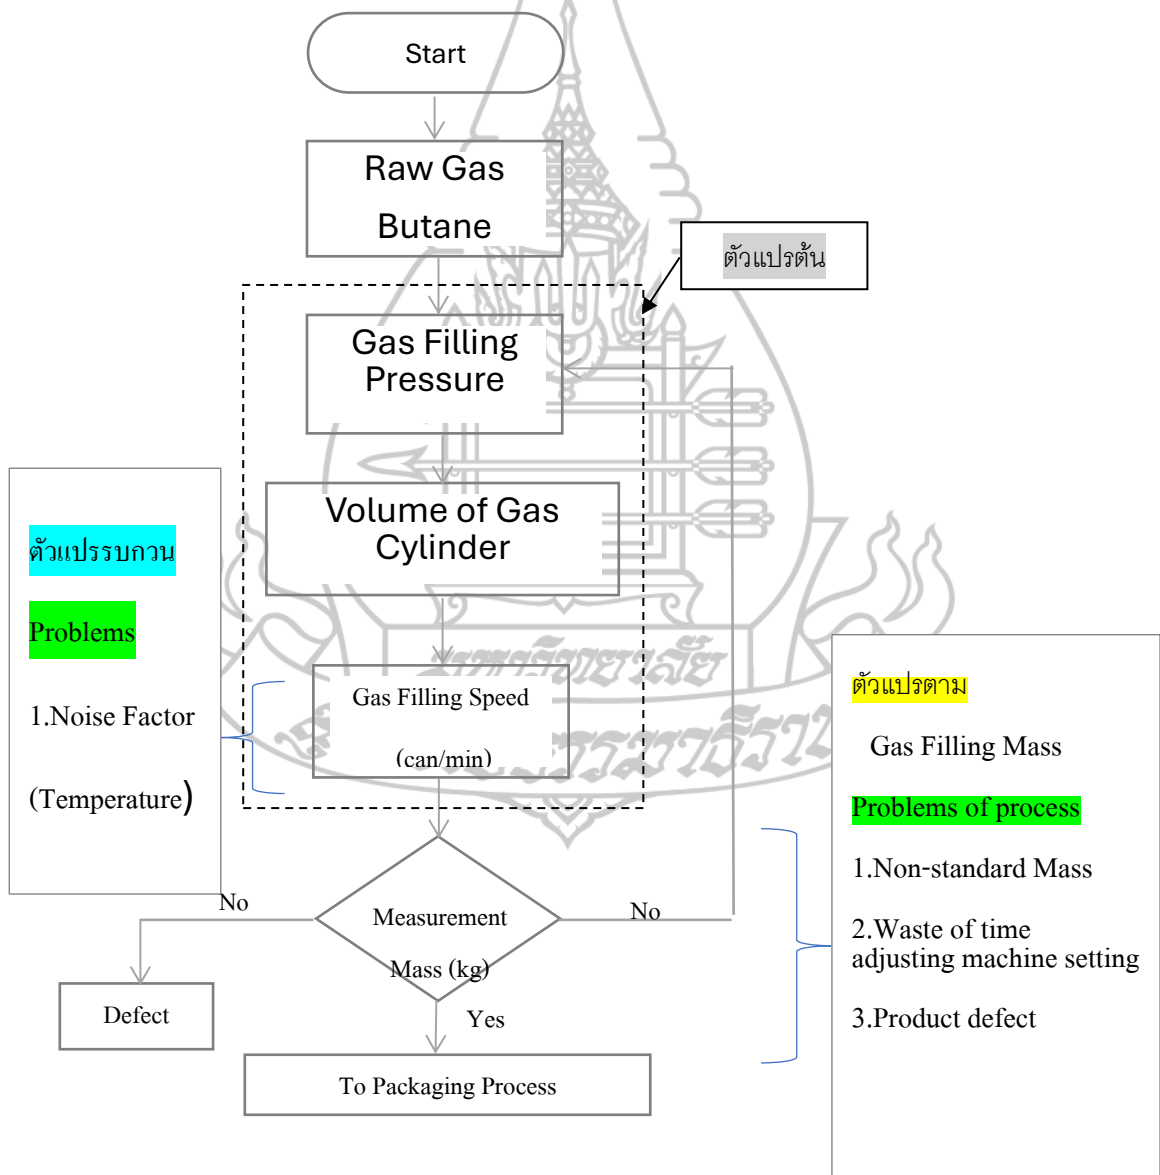 Start
Raw Gas
Butane
ตัวแปรต้น
Gas Filling
Pressure
Volume of Gas
Cylinder
ตัวแปรรบกวน
Problems
1.Noise Factor
(Temperature)
Gas Filling Speed
(can/min)
ตัวแปรตาม
Gas Filling Mass
Problems of process
1.Non-standard Mass
2.Waste of time
adjusting machine setting
3.Product defect
No
Measurement
Mass (kg)
No
Defect
Yes
To Packaging Process